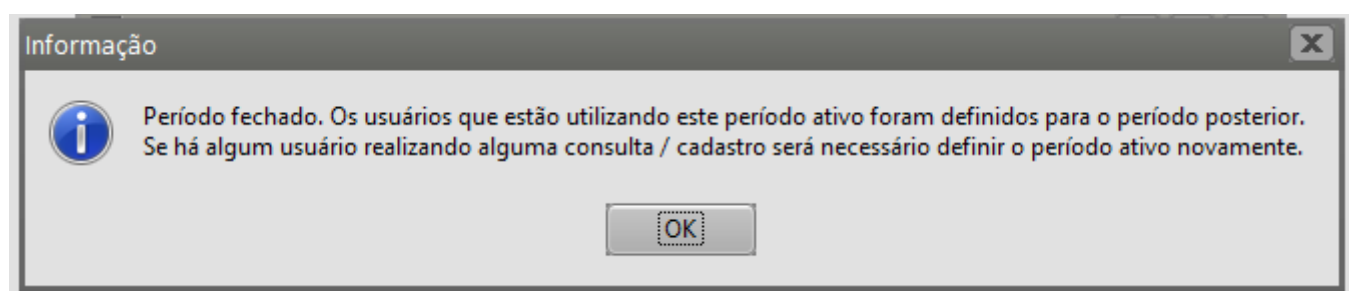 Informação
Período fechado. Os usuários que estão utilizando este período ativo foram definidos para o período posterior.
Se há algum usuário realizando alguma consulta / cadastro será necessário definir o período ativo novamente.
OK